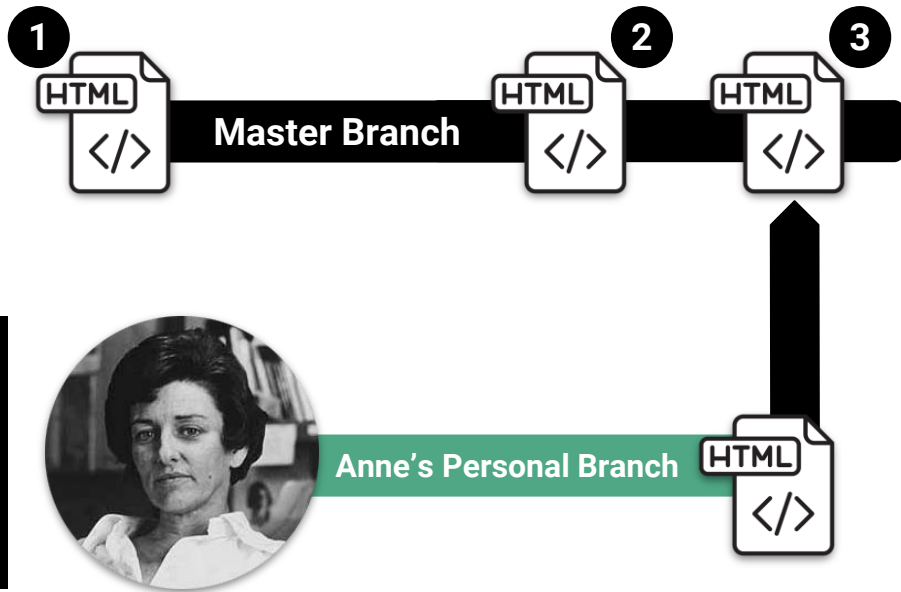 1
2
3
HTML
HTML
HTML
</>
Master Branch
</>
</>
Anne’s Personal Branch
HTML
</>